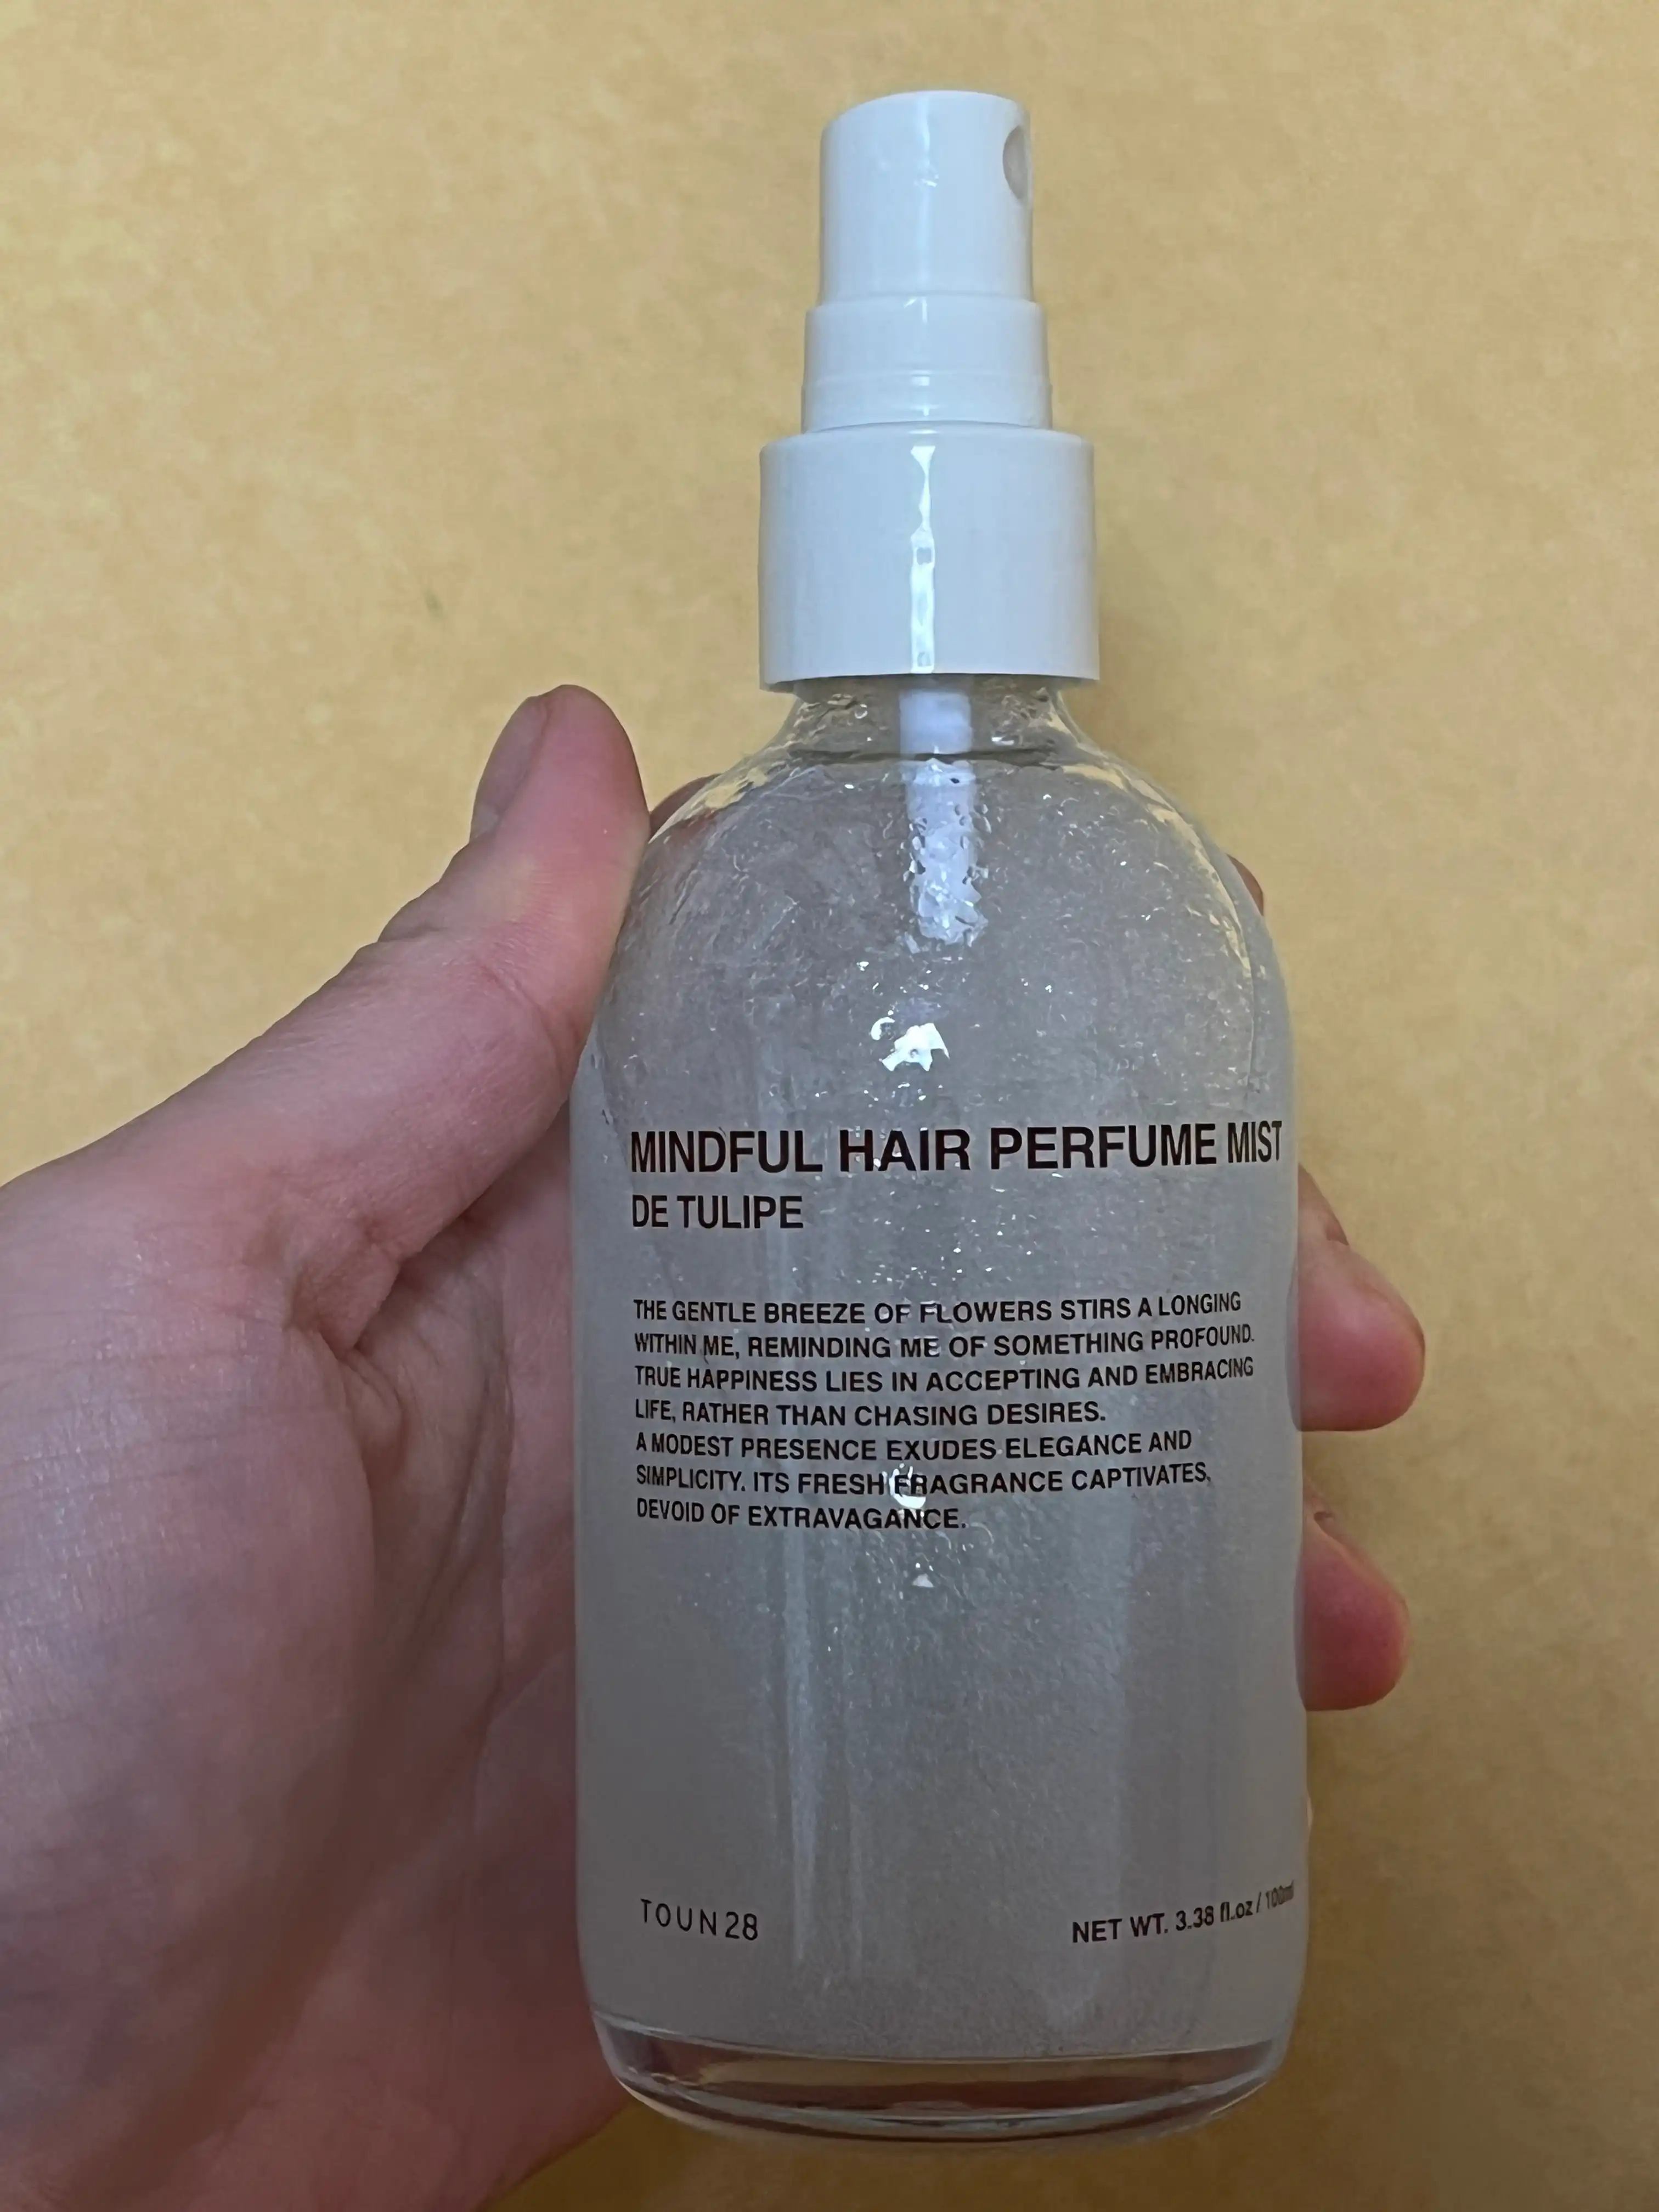 MINDFUL HAIR PERFUME MIST
DE TULIPE
THE GENTLE BREEZE OF FLOWERS STIRS A LONGING
WITHIN ME, REMINDING ME OF SOMETHING PROFOUND.
TRUE HAPPINESS LIES IN ACCEPTING AND EMBRACING
LIFE, RATHER THAN CHASING DESIRES.
A MODEST PRESENCE EXUDES ELEGANCE AND
SIMPLICITY. ITS FRESH FRAGRANCE CAPTIVATES,
DEVOID OF EXTRAVAGANCE.
TOUN28
NET WT. 3.38 fl.oz / 100ml